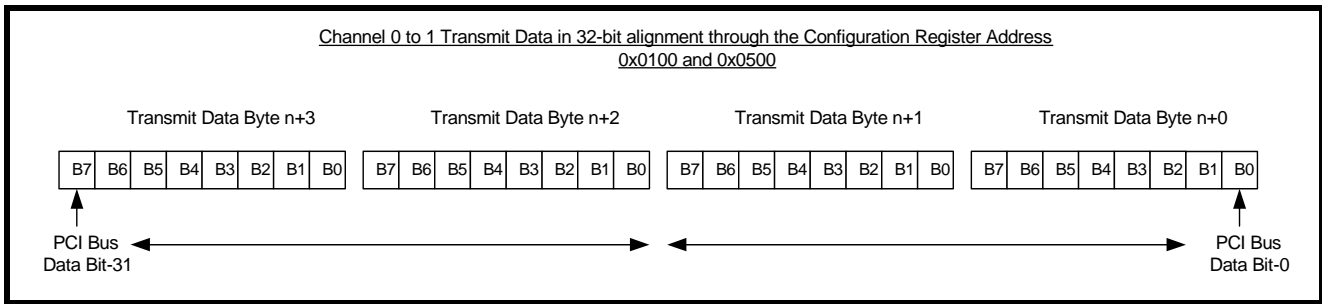 Channel 0 to 1 Transmit Data in 32-bit alignment through the Configuration Register Address
0x0100 and 0x0500
Transmit Data Byte n+3 Transmit Data Byte n+2 Transmit Data Byte n+1 Transmit Data Byte n+0
B7 B6 B5 B4 B3 B2 B1 B0 B7 B6 B5 B4 B3 B2 B1 B0 B7 B6 B5 B4 B3 B2 B1 B0 B7 B6 B5 B4 B3 B2 B1 B0
PCI Bus
Data Bit-31
PCI Bus
Data Bit-0